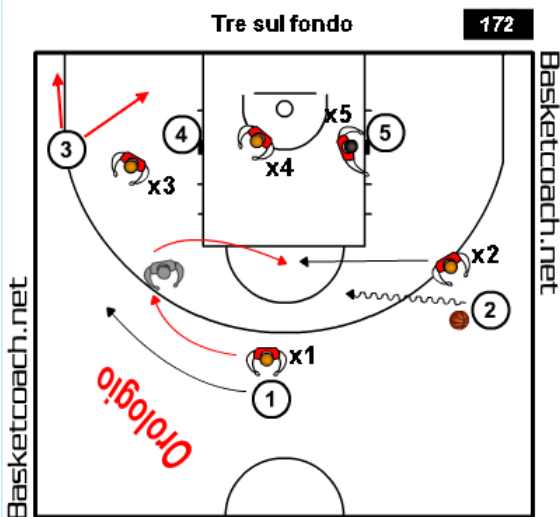 Tre sul fondo
172
Basketcoach.net
x5
4
5
3
x4
x3
x2
2
x1
1
Orologio
Basketcoach.net